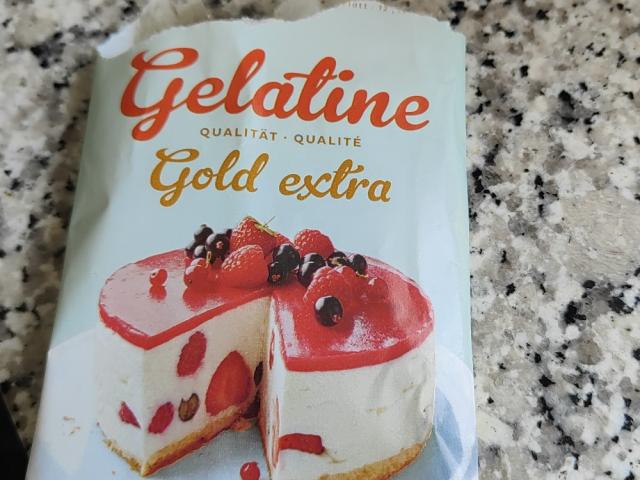 Gelatine
QUALITÄT · QUALITÉ
Gold extra